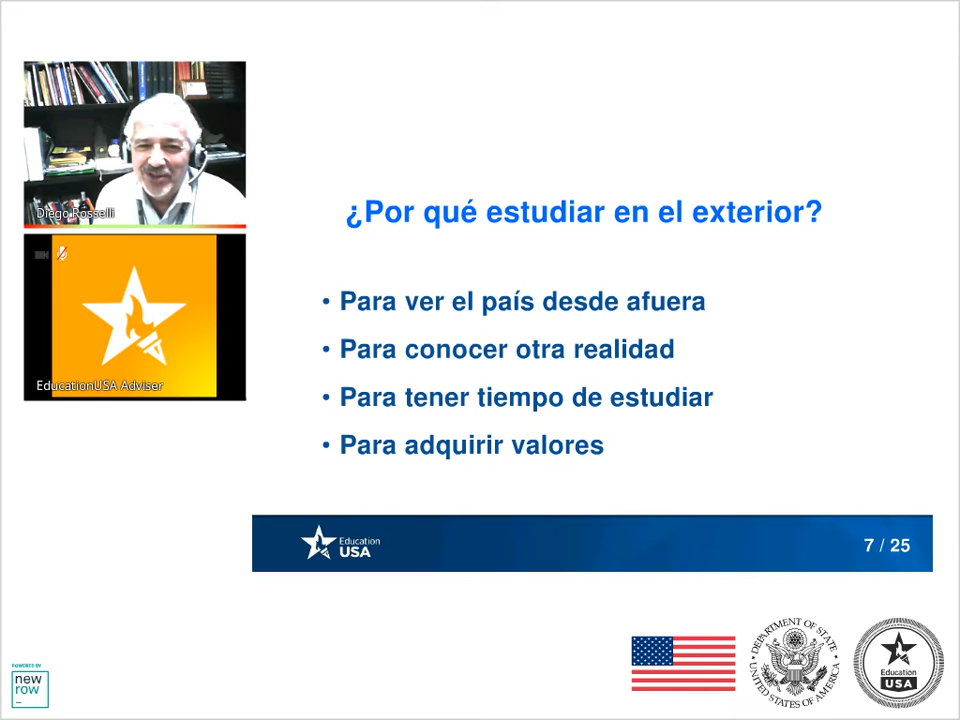 Diego Rosselli
EducationUSA Adviser
¿Por qué estudiar en el exterior?
• Para ver el país desde afuera
• Para conocer otra realidad
• Para tener tiempo de estudiar
• Para adquirir valores
Education
USA
7 / 25
POWERED BY
new
row
DEPARTMENT OF STATE
UNITED STATES OF AMERICA
Education
USA